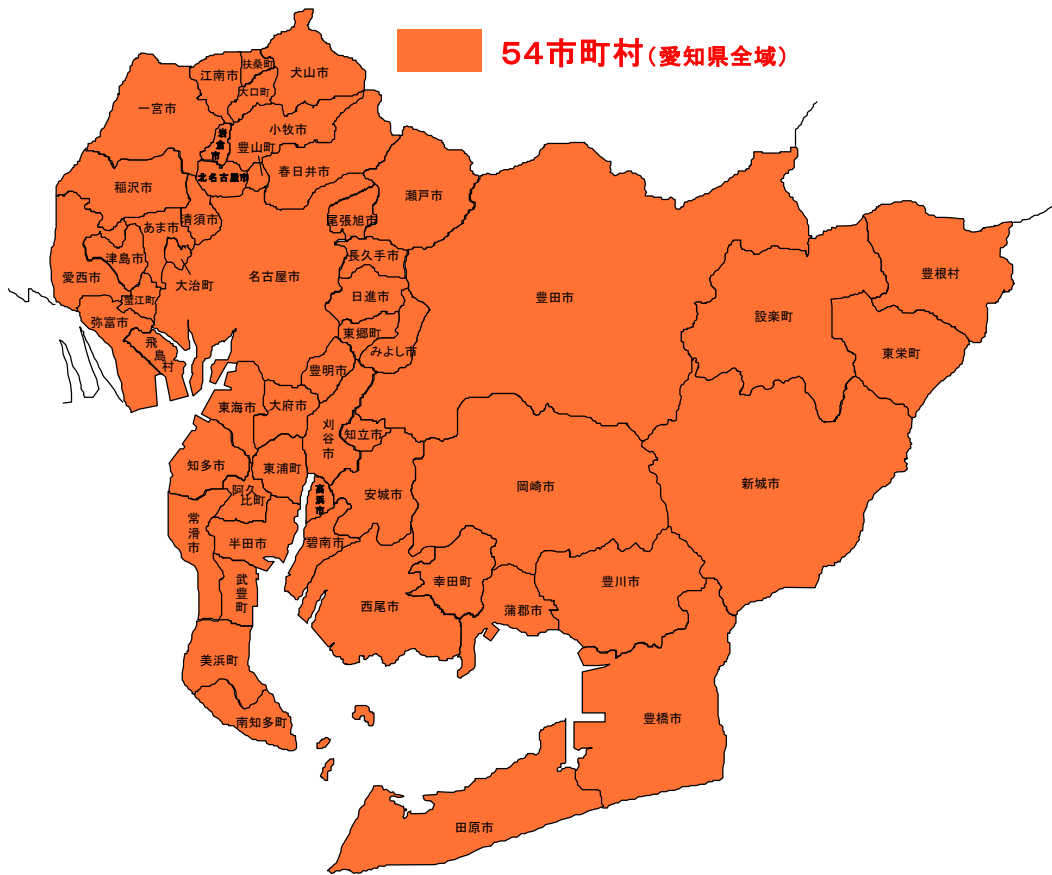 54市町村(愛知県全域)
扶桑町
犬山市
江南市
大口町
一宮市
小牧市
岩倉市
豊山町
春日井市
北名古屋市
稲沢市
瀬戸市
尾張旭市
清須市
あま市
長久手市
津島市
愛西市
大治町
名古屋市
豊根村
日進市
豊田市
蟹江町
設楽町
弥富市
東郷町
飛島村
みよし市
東栄町
豊明市
東海市
大府市
刈谷市
知立市
知多市
東浦町
阿久比町
高浜市
安城市
岡崎市
新城市
常滑市
半田市
碧南市
武豊町
幸田町
豊川市
西尾市
蒲郡市
美浜町
南知多町
豊橋市
田原市